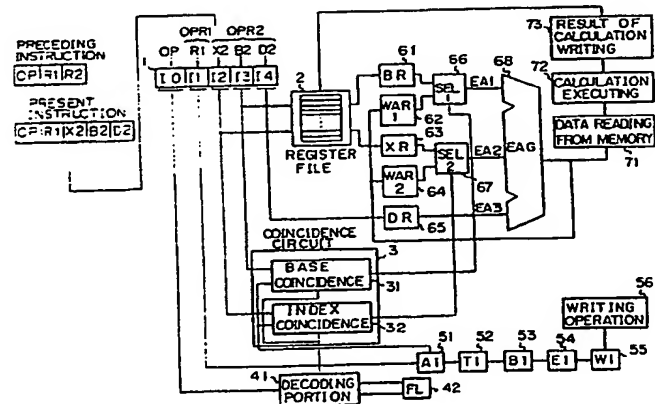 73
RESULT OF
CALCULATION
WRITING
OPR1 OPR2
OP R1 X2 B2 D2
PRECEDING
INSTRUCTION
OP R1 R2
1
I0 I1 I2 I3 I4
PRESENT
INSTRUCTION
OP R1 X2 B2 D2
2
REGISTER
FILE
61
BR
WAR
1
62
63
XR
WAR
2
64
DR
65
66
SEL
1
SEL
2
67
EA1
EA2
EA3
68
EAG
72
CALCULATION
EXECUTING
DATA READING
FROM MEMORY
71
COINCIDENCE
CIRCUIT
3
BASE
COINCIDENCE
31
INDEX
COINCIDENCE
32
56
WRITING
OPERATION
51 52 53 54
A1 T1 B1 E1 W1
55
41
DECODING
PORTION
FL
42